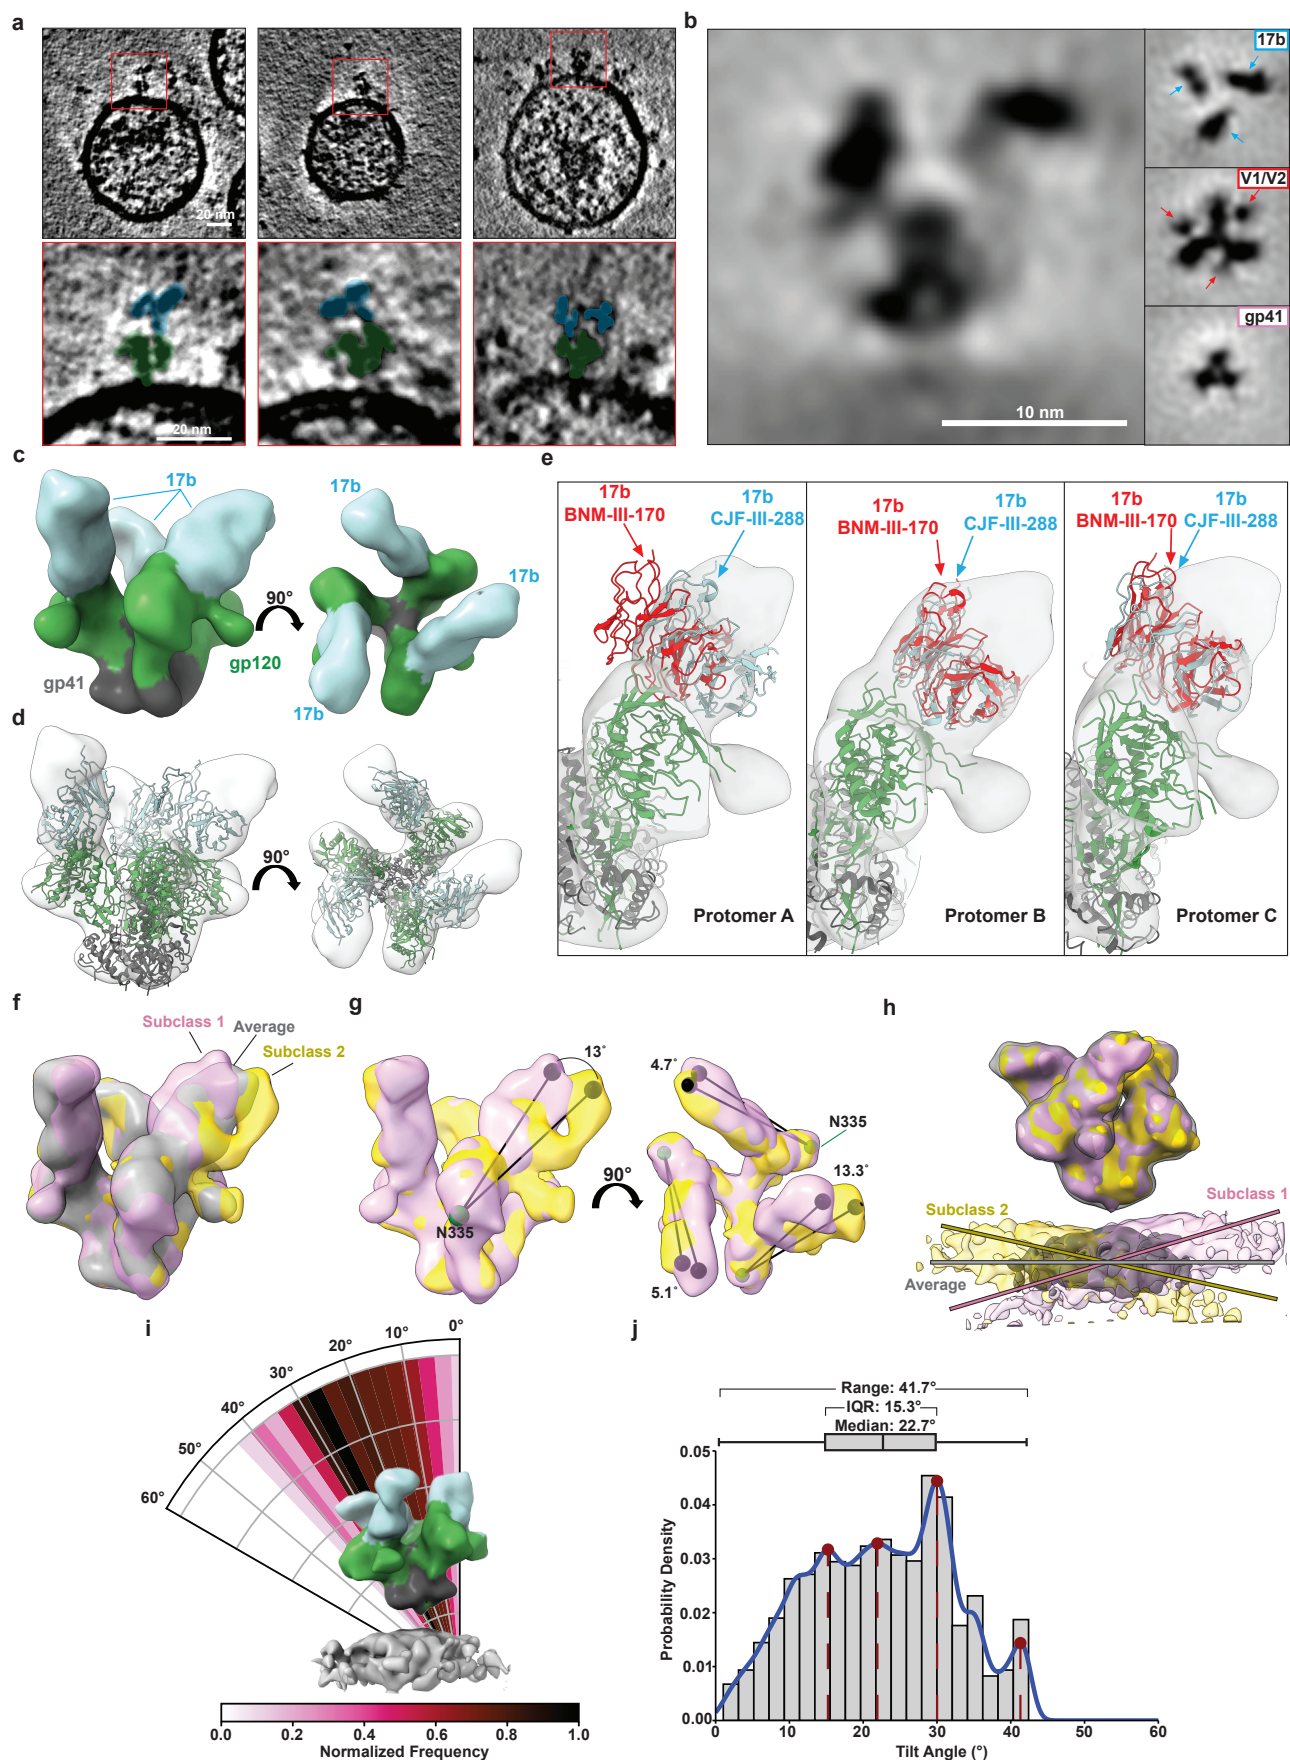 a
20 nm
20 nm
b
17b
V1/V2
gp41
10 nm
c
17b
17b
90°
17b
gp120
gp41
17b
d
90°
e
17b
BNM-III-170
17b
CJF-III-288
Protomer A
17b
BNM-III-170
17b
CJF-III-288
Protomer B
17b
BNM-III-170
17b
CJF-III-288
Protomer C
f
Subclass 1
Average
Subclass 2
g
13°
N335
90°
4.7°
N335
13.3°
5.1°
h
Subclass 1
Subclass 2
Average
i
0°
10°
20°
30°
40°
50°
60°
0.0 0.2 0.4 0.6 0.8 1.0
Normalized Frequency
j
Range: 41.7°
IQR: 15.3°
Median: 22.7°
0.05
0.04
0.03
0.02
0.01
0.00
Probability Density
0 10 20 30 40 50 60
Tilt Angle (°)